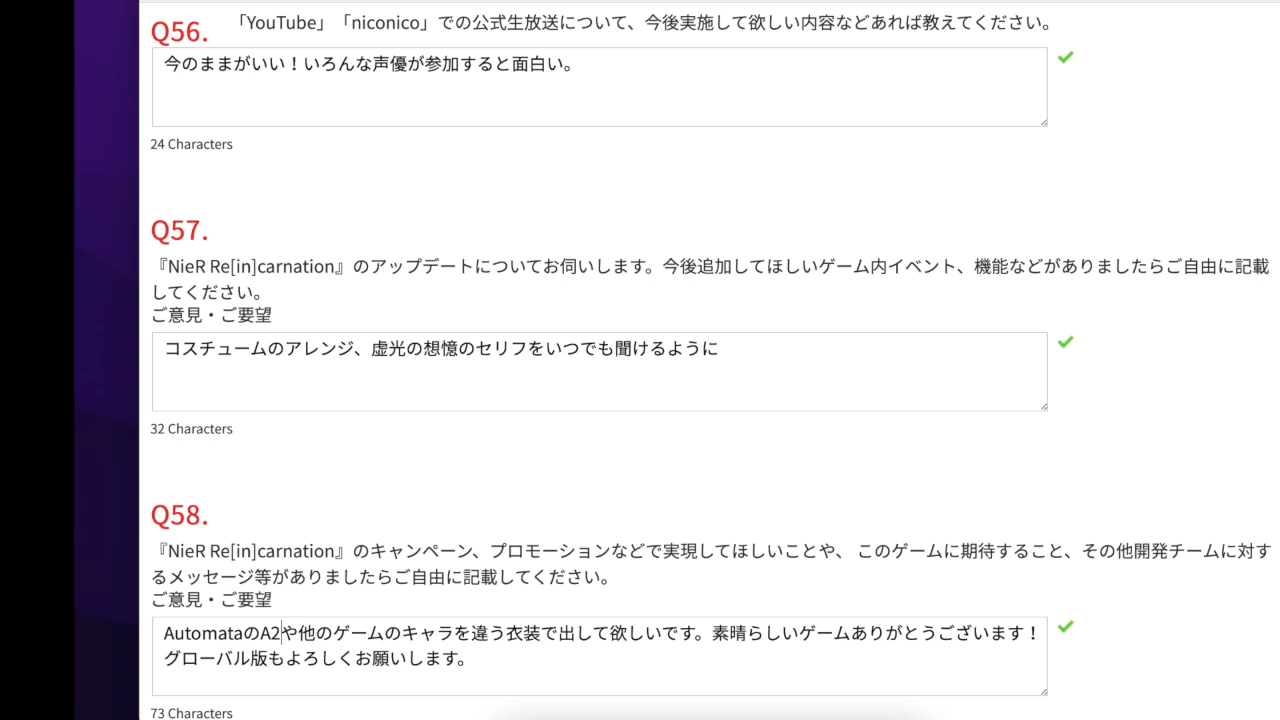 Q56.
「YouTube」「niconico」での公式生放送について、今後実施して欲しい内容などあれば教えてください。
今のままがいい！いろんな声優が参加すると面白い。
24 Characters
Q57.
『NieR Re[in]carnation』のアップデートについてお伺いします。今後追加してほしいゲーム内イベント、機能などがありましたらご自由に記載
してください。
ご意見・ご要望
コスチュームのアレンジ、虚光の想憶のセリフをいつでも聞けるように
32 Characters
Q58.
『NieR Re[in]carnation』のキャンペーン、プロモーションなどで実現してほしいことや、 このゲームに期待すること、その他開発チームに対す
るメッセージ等がありましたらご自由に記載してください。
ご意見・ご要望
AutomataのA2や他のゲームのキャラを違う衣装で出して欲しいです。素晴らしいゲームありがとうございます！
グローバル版もよろしくお願いします。
73 Characters